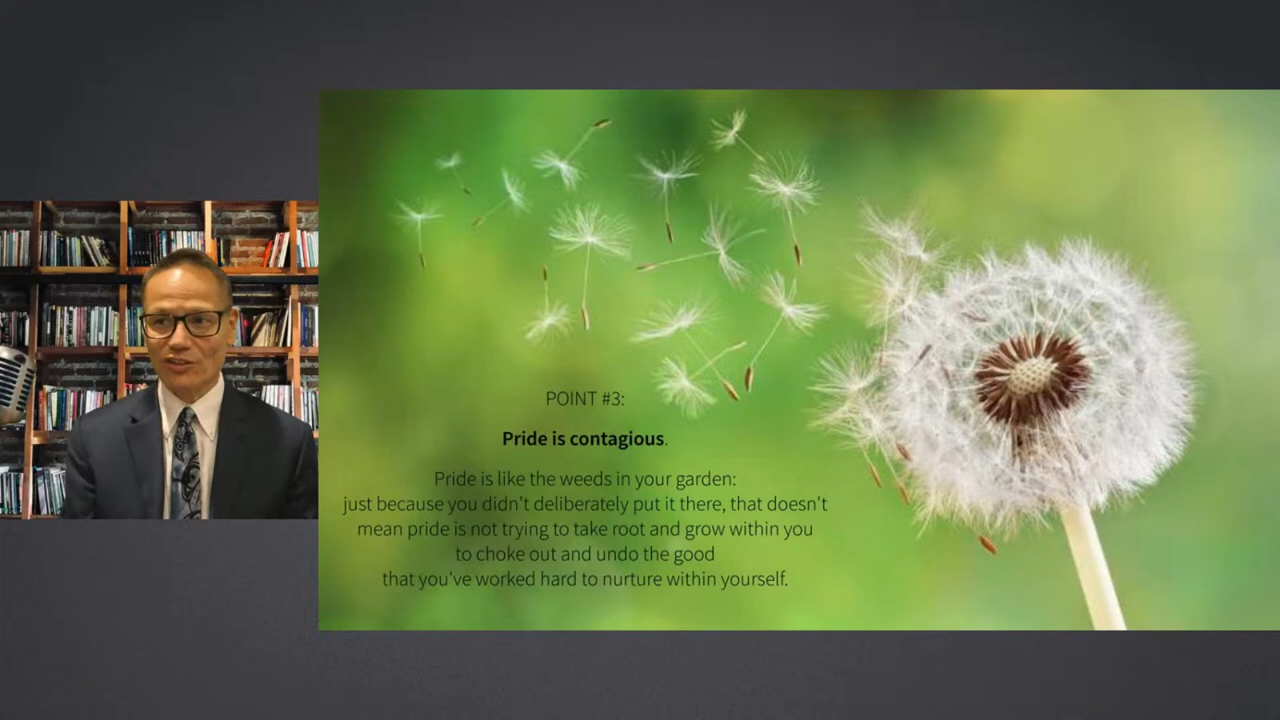 POINT #3:
Pride is contagious.
Pride is like the weeds in your garden:
just because you didn't deliberately put it there, that doesn't
mean pride is not trying to take root and grow within you
to choke out and undo the good
that you've worked hard to nurture within yourself.